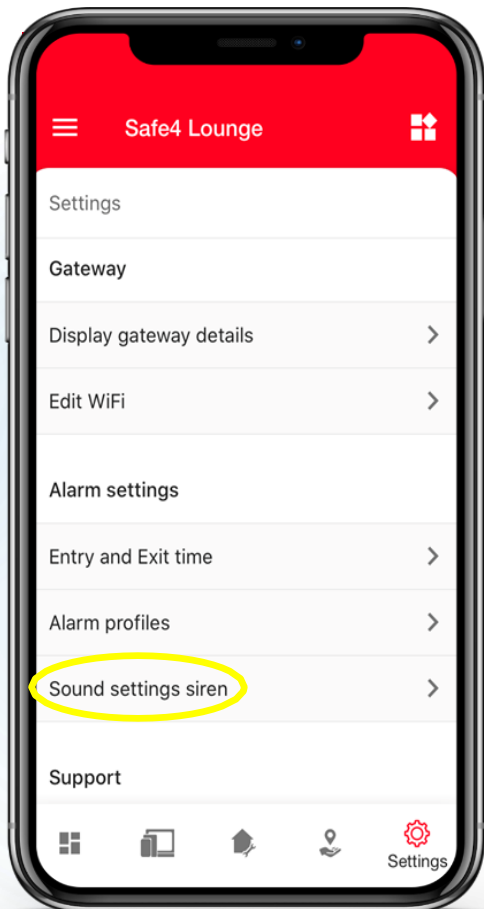 Safe4 Lounge
Settings
Gateway
Display gateway details
Edit WiFi
Alarm settings
Entry and Exit time
Alarm profiles
Sound settings siren
Support
Settings